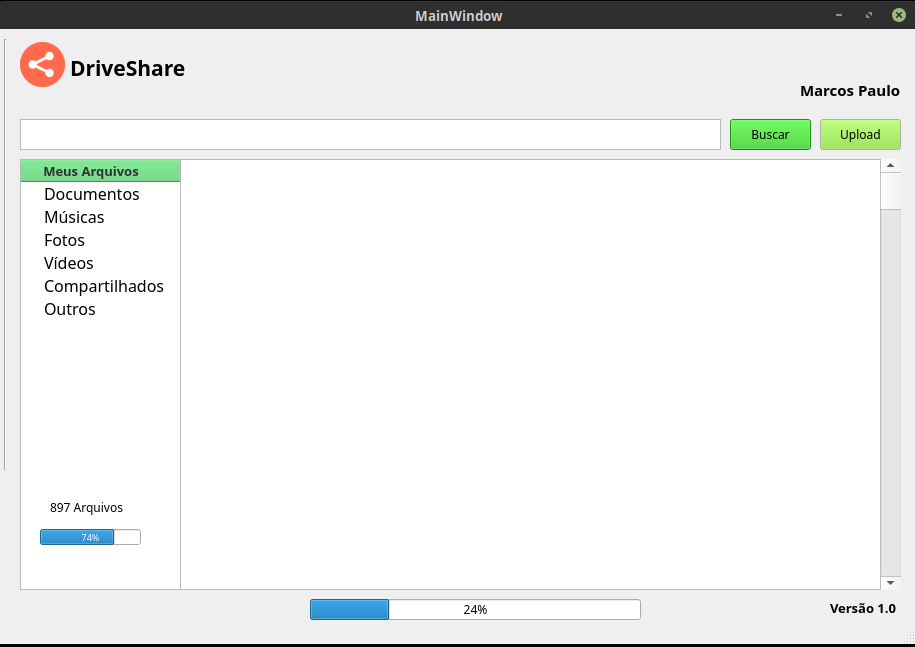 MainWindow
DriveShare
Marcos Paulo
Buscar
Upload
Meus Arquivos
Documentos
Músicas
Fotos
Vídeos
Compartilhados
Outros
897 Arquivos
74%
24%
Versão 1.0